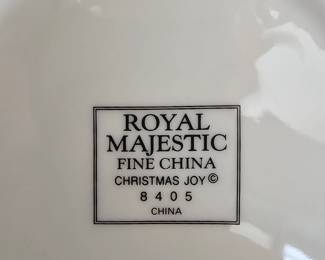 ROYAL
MAJESTIC
FINE CHINA
CHRISTMAS JOY©
8405
CHINA